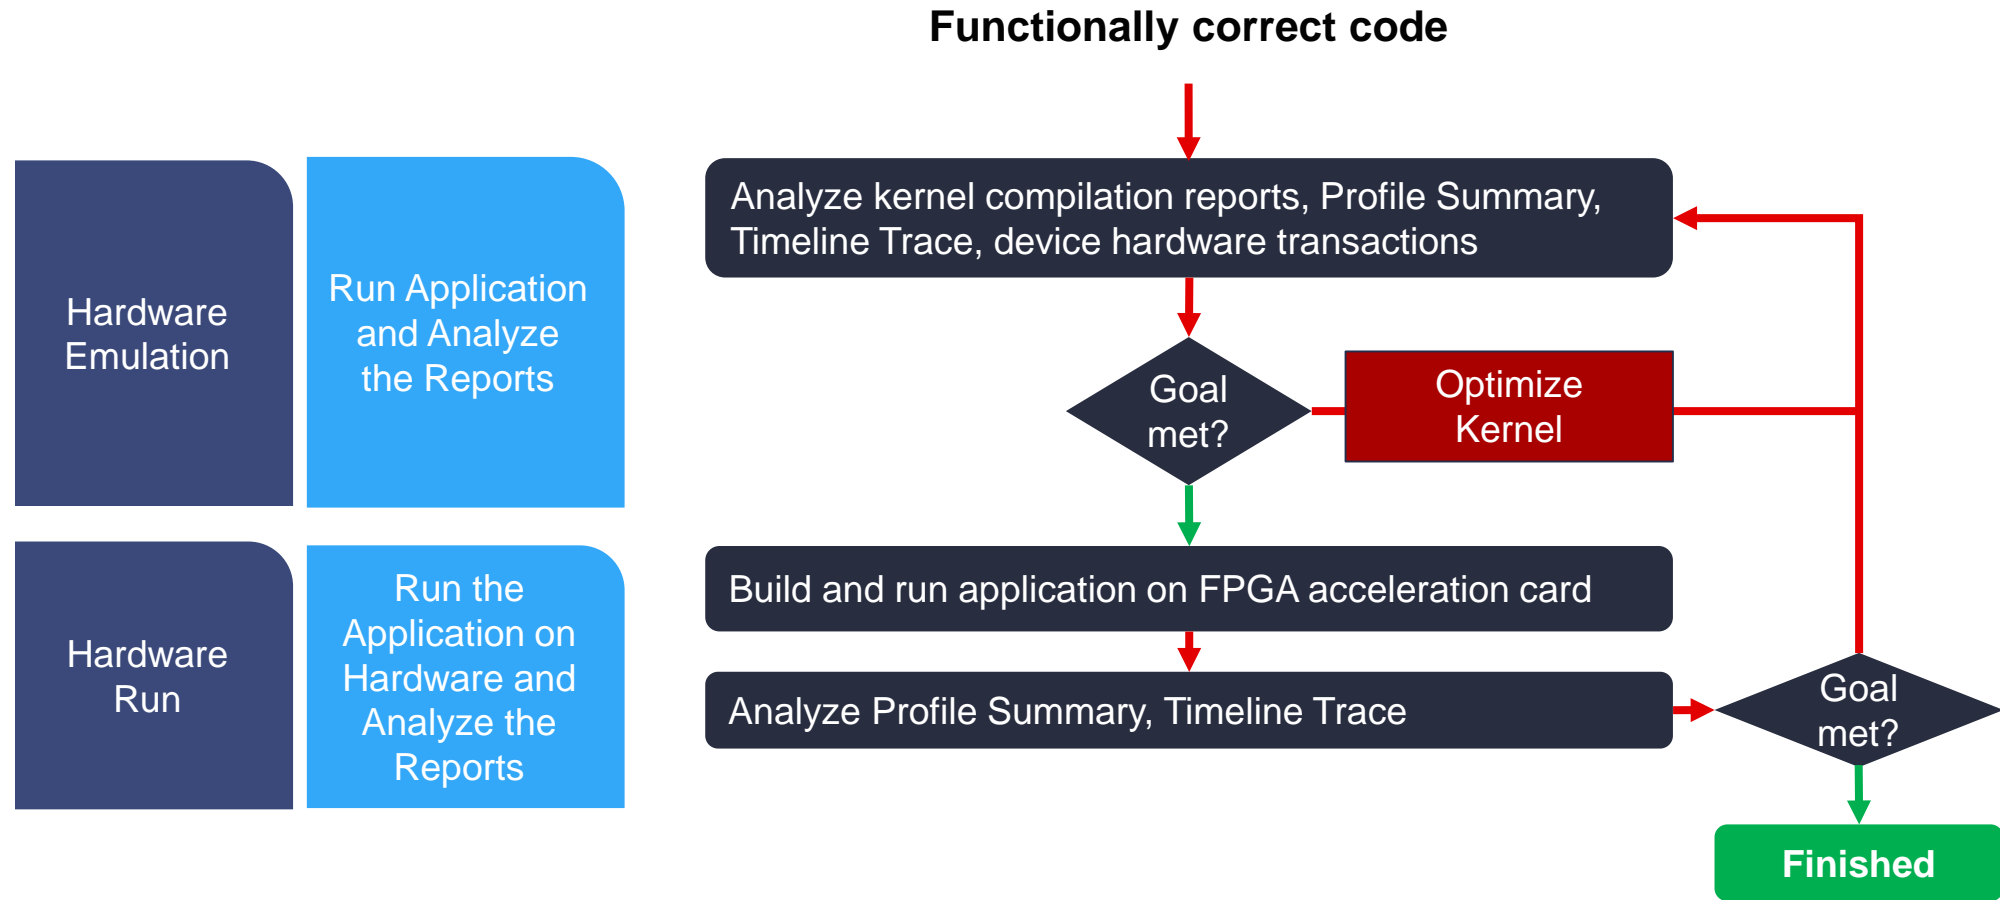 Functionally correct code
Hardware
Emulation
Run Application
and Analyze
the Reports
Analyze kernel compilation reports, Profile Summary,
Timeline Trace, device hardware transactions
Goal
met?
Optimize
Kernel
Hardware
Run
Run the
Application on
Hardware and
Analyze the
Reports
Build and run application on FPGA acceleration card
Analyze Profile Summary, Timeline Trace
Goal
met?
Finished